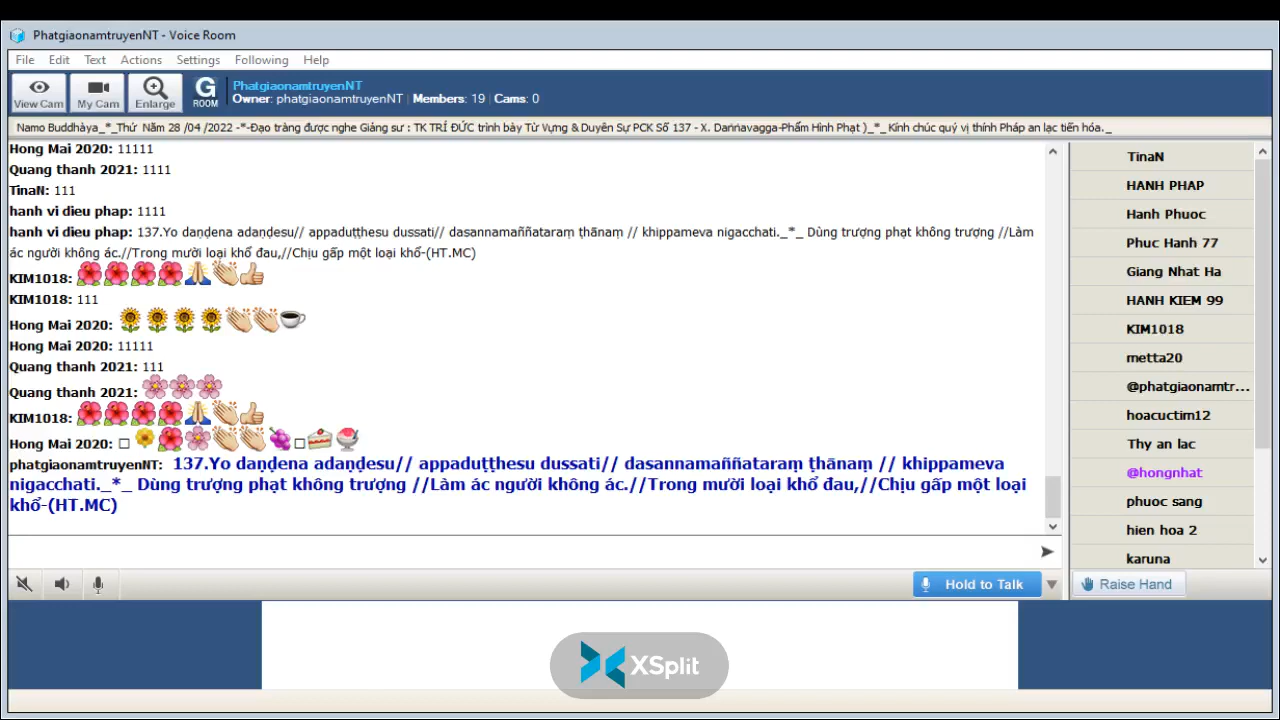 PhatgiaonamtruyenNT - Voice Room
File Edit Text Actions Settings Following Help
View Cam My Cam Enlarge G ROOM
PhatgiaonamtruyenNT
Owner: phatgiaonamtruyenNT | Members: 19 | Cams: 0
Namo Buddhàya_*_Thứ Năm 28 /04 /2022 -*-Đạo tràng được nghe Giảng sư : TK TRÍ ĐỨC trình bày Từ Vựng & Duyên Sự PCK Số 137 - X. Daṇṇavagga-Phẩm Hình Phạt )_*_ Kính chúc quý vị thính Pháp an lạc tiến hóa._
Hong Mai 2020: 11111
Quang thanh 2021: 1111
TinaN: 111
hanh vi dieu phap: 1111
hanh vi dieu phap: 137.Yo daṇḍena adaṇḍesu// appaduṭṭhesu dussati// dasannamaññataraṃ ṭhānaṃ // khippameva nigacchati._*_ Dùng trượng phạt không trượng //Làm
ác người không ác.//Trong mười loại khổ đau,//Chịu gấp một loại khổ-(HT.MC)
KIM1018:
KIM1018: 111
Hong Mai 2020:
Hong Mai 2020: 11111
Quang thanh 2021: 111
Quang thanh 2021:
KIM1018:
Hong Mai 2020:
phatgiaonamtruyenNT: 137.Yo daṇḍena adaṇḍesu// appaduṭṭhesu dussati// dasannamaññataraṃ ṭhānaṃ // khippameva
nigacchati._*_ Dùng trượng phạt không trượng //Làm ác người không ác.//Trong mười loại khổ đau,//Chịu gấp một loại
khổ-(HT.MC)
TinaN
HANH PHAP
Hanh Phuoc
Phuc Hanh 77
Giang Nhat Ha
HANH KIEM 99
KIM1018
metta20
@phatgiaonamtr...
hoacuctim12
Thy an lac
@hongnhat
phuoc sang
hien hoa 2
karuna
Hold to Talk
Raise Hand
XSplit